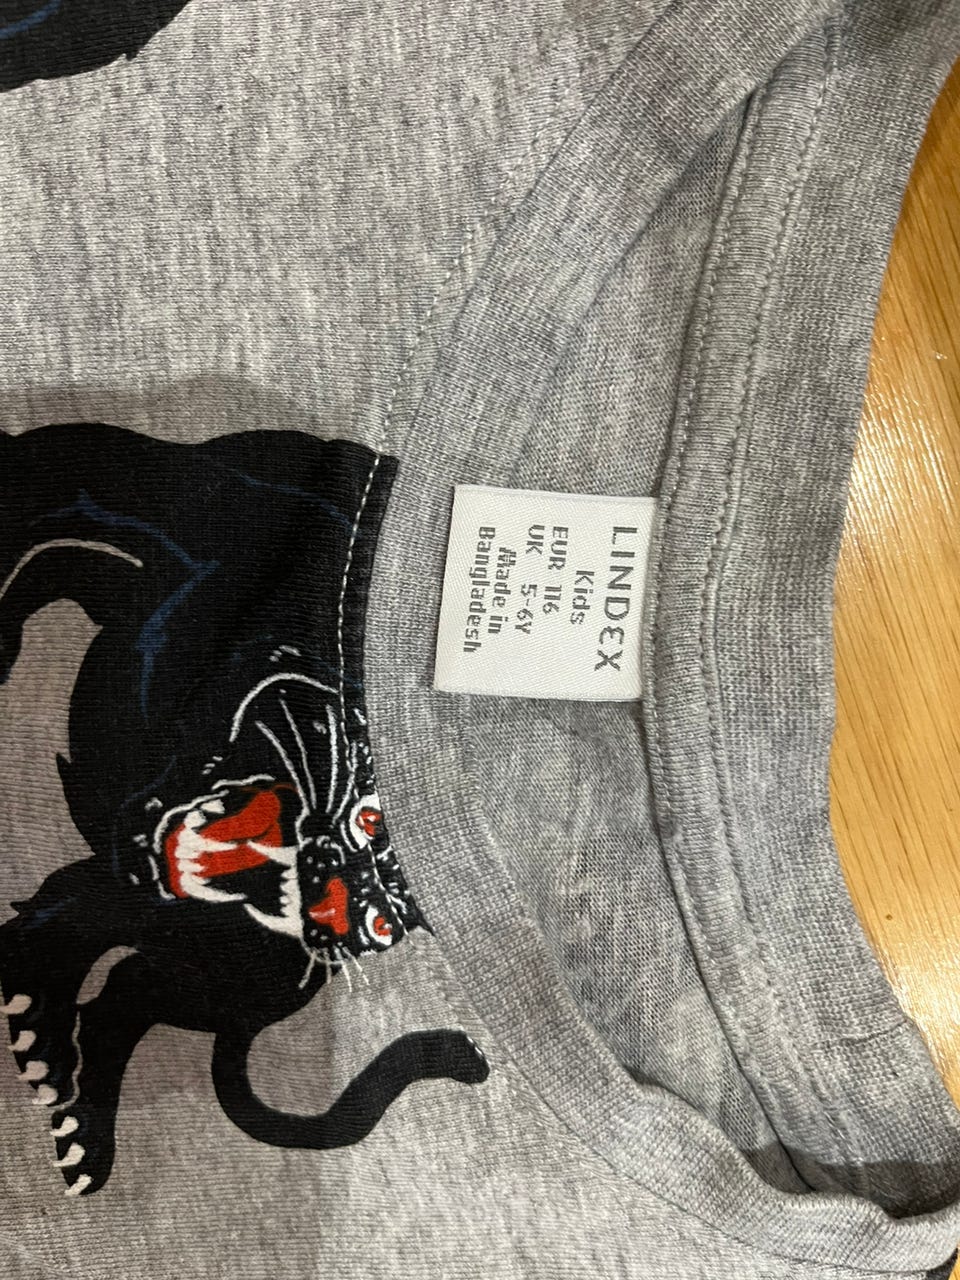 LINDEX
Kids
EUR 116
UK 5-6Y
Made in
Bangladesh